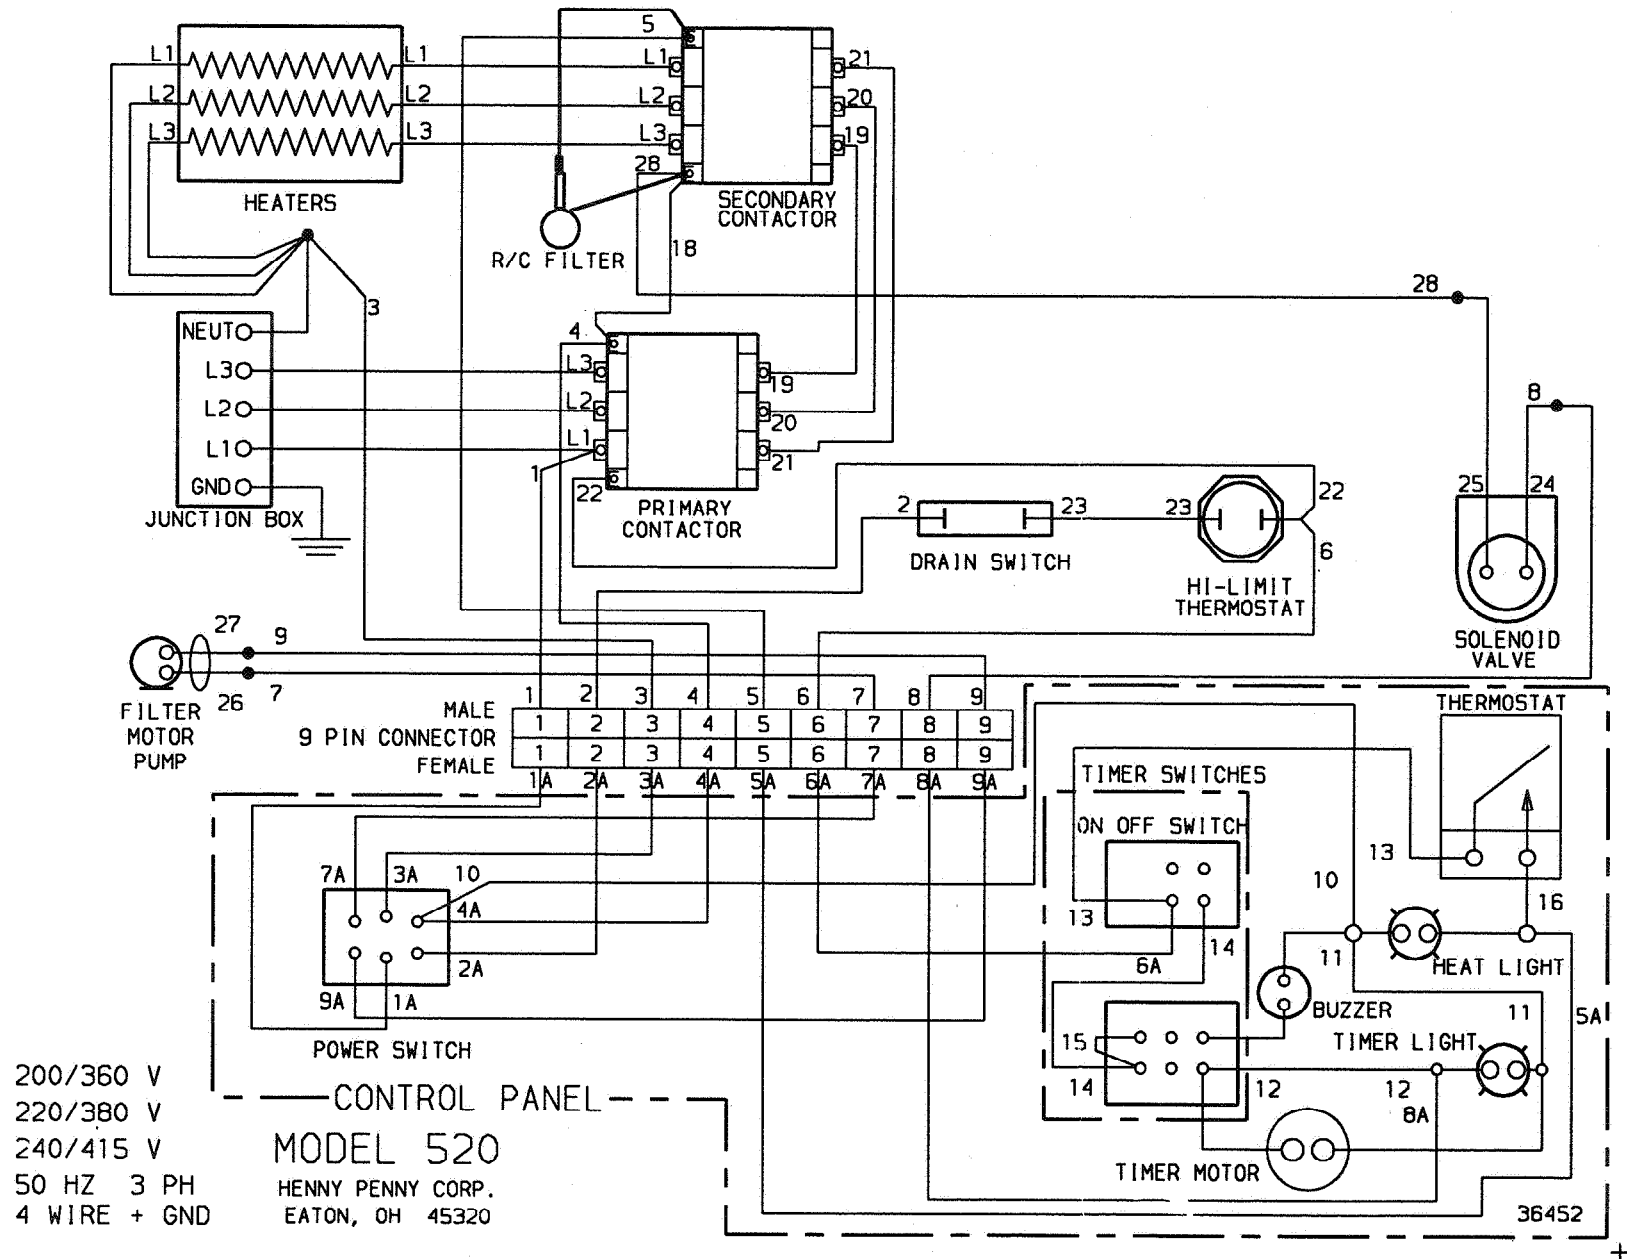 5
L1
L1
L1
21
L2
L2
L2
20
L3
L3
L3
19
28
HEATERS
SECONDARY
CONTACTOR
18
R/C FILTER
28
3
NEUT
4
L3
L3
19
8
L2
L2
20
L1
L1
21
1
25
24
GND
22
22
JUNCTION BOX
PRIMARY
CONTACTOR
2
23
23
6
DRAIN SWITCH
HI-LIMIT
THERMOSTAT
27
9
SOLENOID
VALVE
26
7
FILTER
MOTOR
PUMP
1 2 3 4 5 6 7 8 9
MALE
1 2 3 4 5 6 7 8 9
9 PIN CONNECTOR
1 2 3 4 5 6 7 8 9
FEMALE
1A 2A 3A 4A 5A 6A 7A 8A 9A
THERMOSTAT
TIMER SWITCHES
ON OFF SWITCH
13
7A
3A
10
10
4A
16
13
14
2A
6A
11
HEAT LIGHT
9A
1A
BUZZER
11
5A
POWER SWITCH
15
TIMER LIGHT
14
12
12
8A
200/360 V
CONTROL PANEL
220/380 V
240/415 V
MODEL 520
TIMER MOTOR
50 HZ 3 PH
HENNY PENNY CORP.
4 WIRE + GND
EATON, OH 45320
36452
+